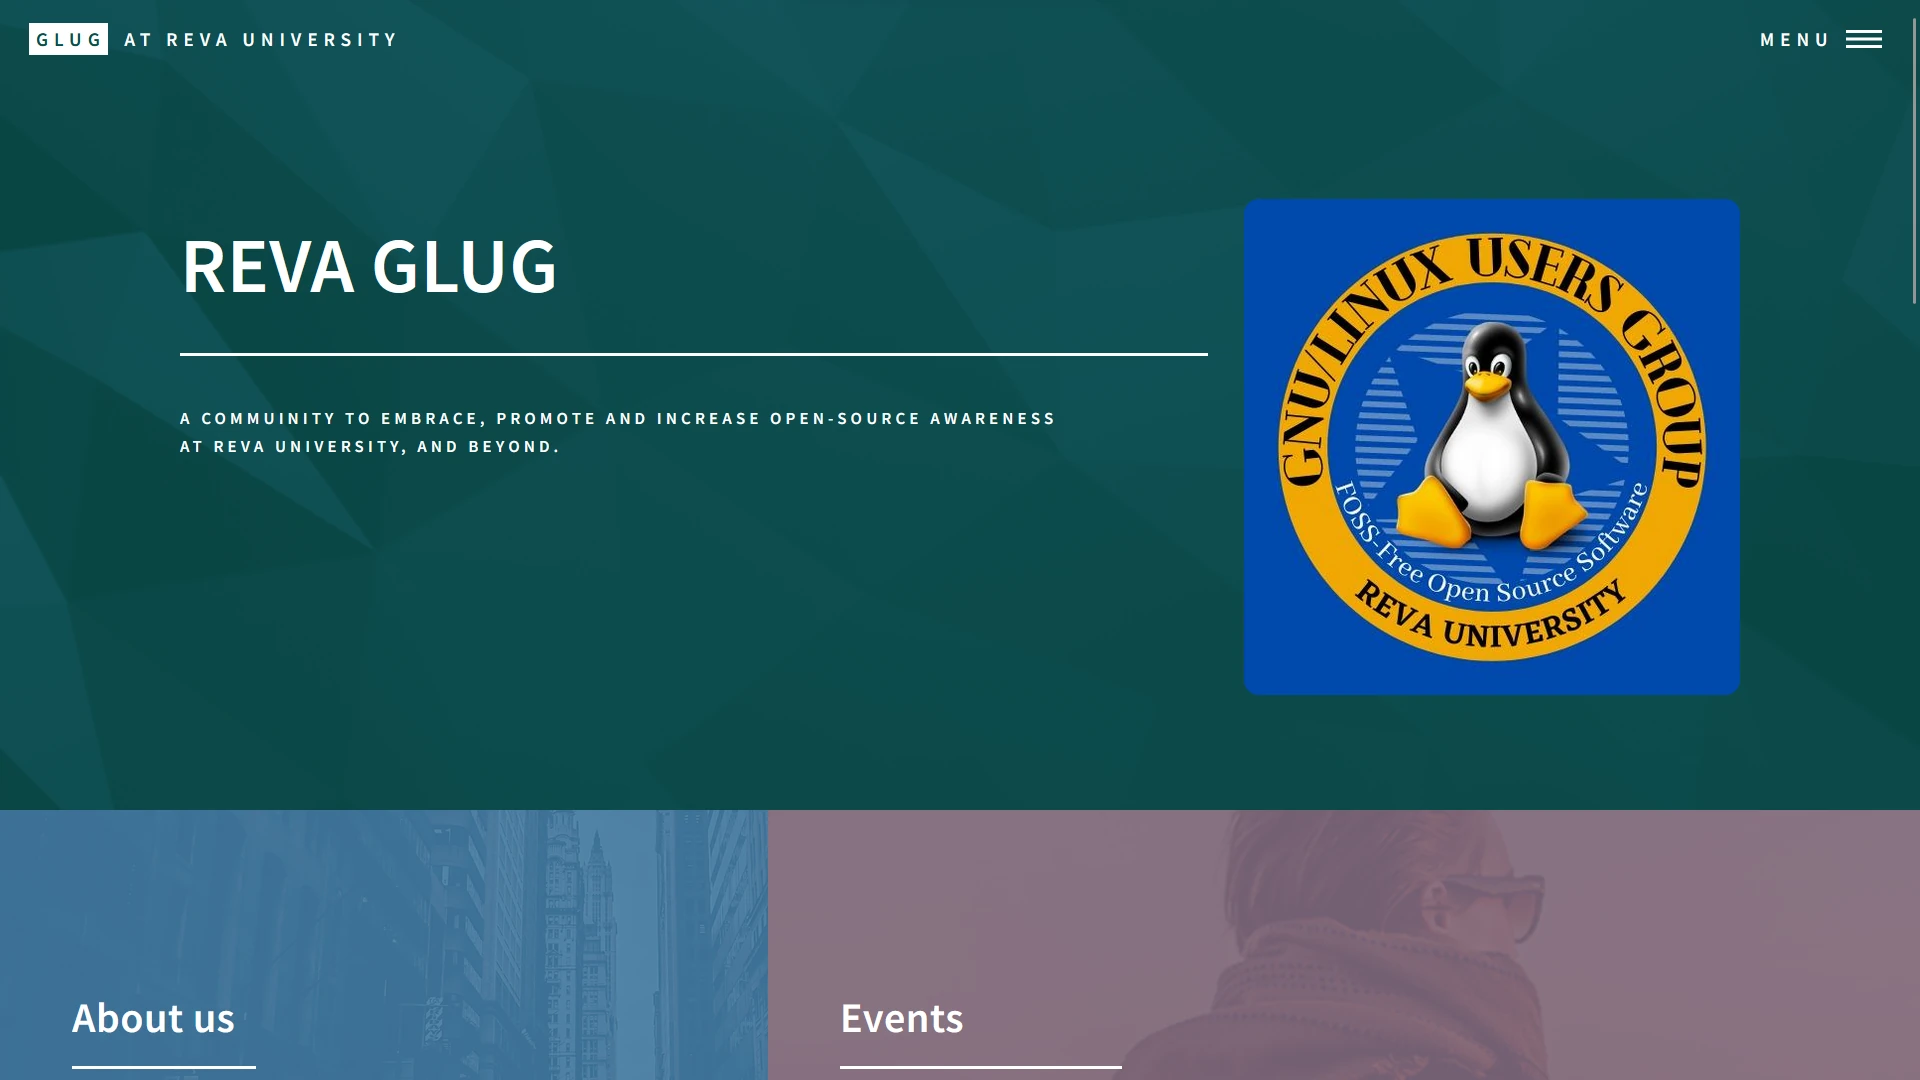 GLUG AT REVA UNIVERSITY
MENU
REVA GLUG
A COMMUINITY TO EMBRACE, PROMOTE AND INCREASE OPEN-SOURCE AWARENESS
AT REVA UNIVERSITY, AND BEYOND.
GNU/LINUX USERS GROUP
FOSS-Free Open Source Software
REVA UNIVERSITY
About us
Events